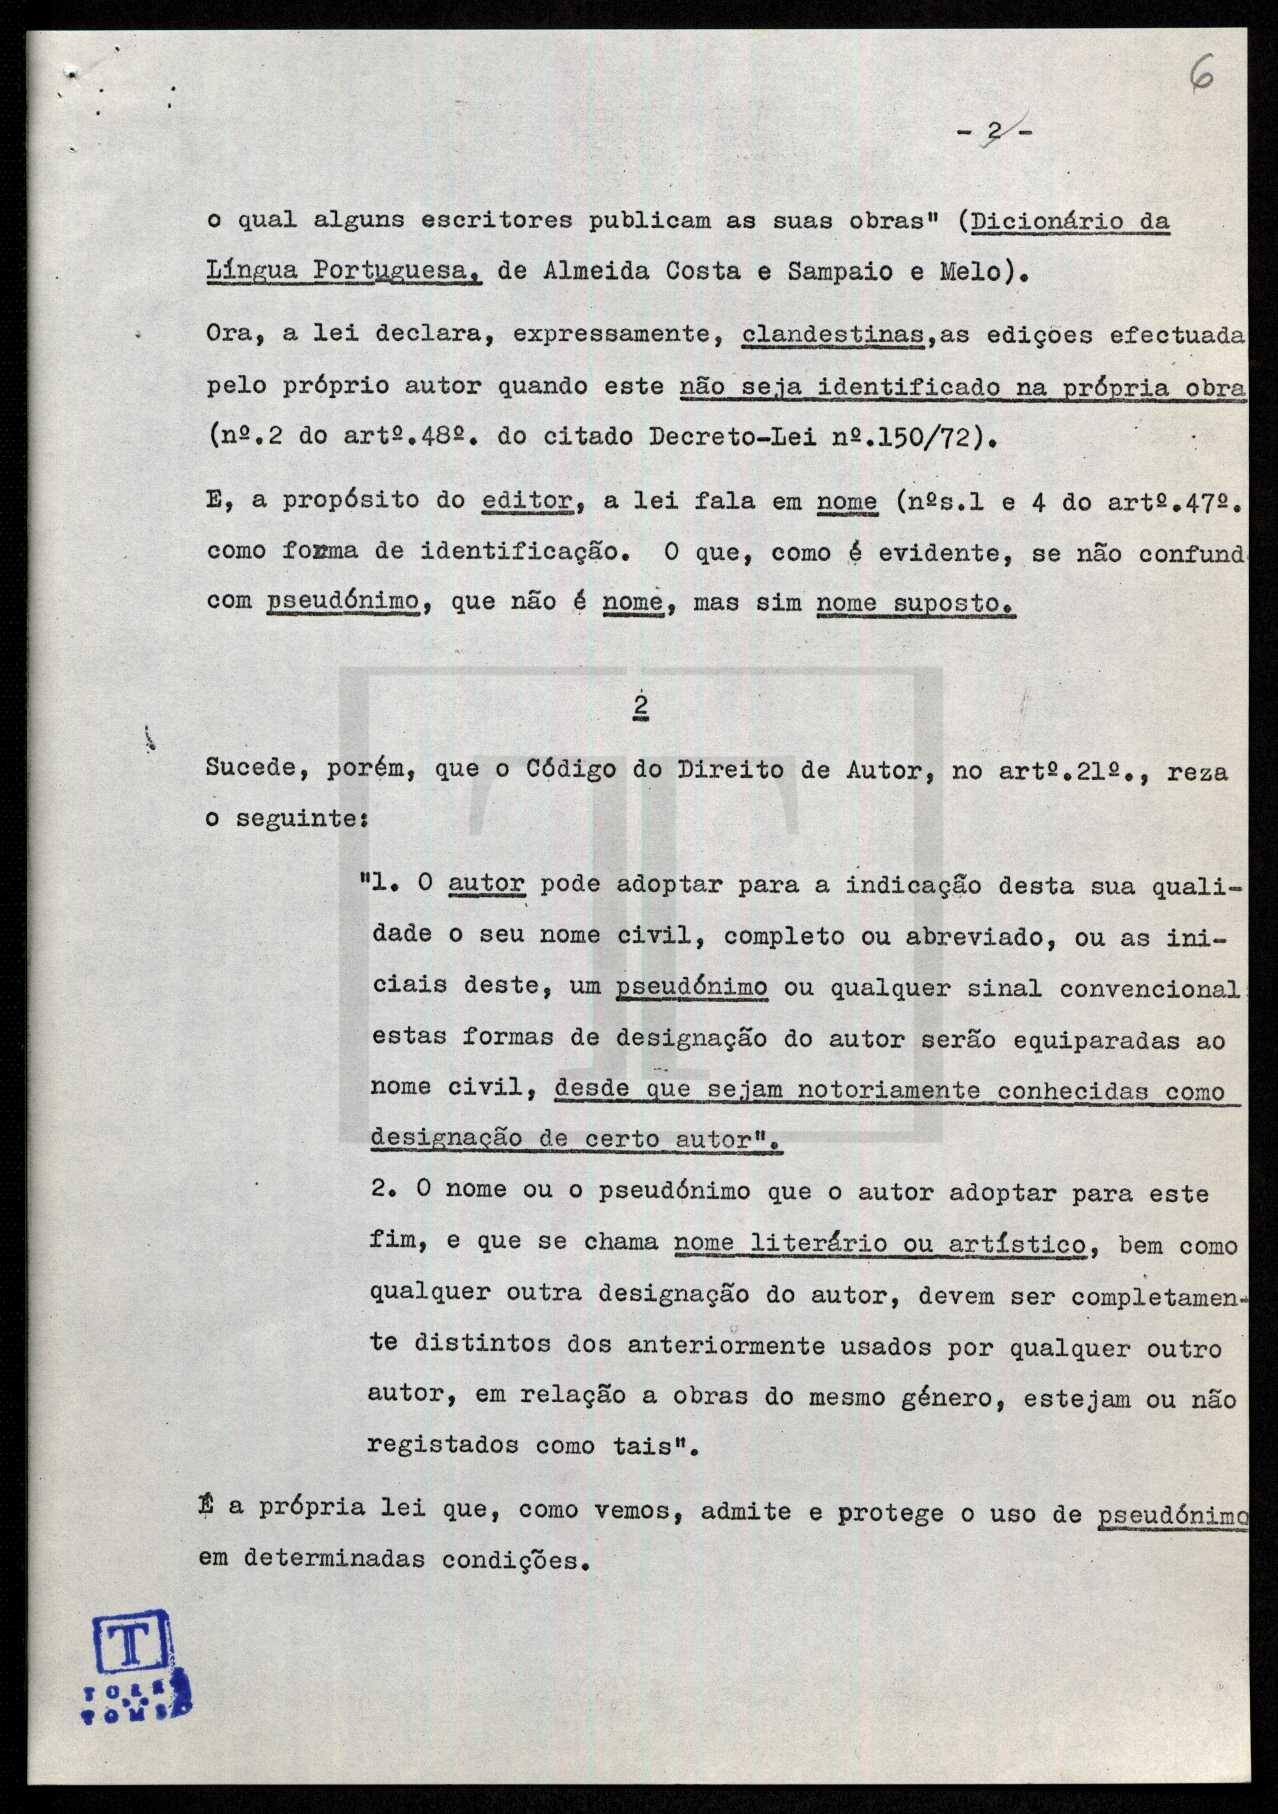 6
- 2 -
o qual alguns escritores publicam as suas obras" (Dicionário da
Língua Portuguesa, de Almeida Costa e Sampaio e Melo).
Ora, a lei declara, expressamente, clandestinas,as edições efectuada
pelo próprio autor quando este não seja identificado na própria obra
(nº.2 do artº.48º. do citado Decreto-Lei nº.150/72).
E, a propósito do editor, a lei fala em nome (nºs.1 e 4 do artº.47º.
como forma de identificação. O que, como é evidente, se não confund
com pseudónimo, que não é nome, mas sim nome suposto.
2
Sucede, porém, que o Código do Direito de Autor, no artº.21º., reza
o seguinte:
"1. O autor pode adoptar para a indicação desta sua quali-
dade o seu nome civil, completo ou abreviado, ou as ini-
ciais deste, um pseudónimo ou qualquer sinal convencional
estas formas de designação do autor serão equiparadas ao
nome civil, desde que sejam notoriamente conhecidas como
designação de certo autor".
2. O nome ou o pseudónimo que o autor adoptar para este
fim, e que se chama nome literário ou artístico, bem como
qualquer outra designação do autor, devem ser completamen-
te distintos dos anteriormente usados por qualquer outro
autor, em relação a obras do mesmo género, estejam ou não
registados como tais".
É a própria lei que, como vemos, admite e protege o uso de pseudónimo
em determinadas condições.
T